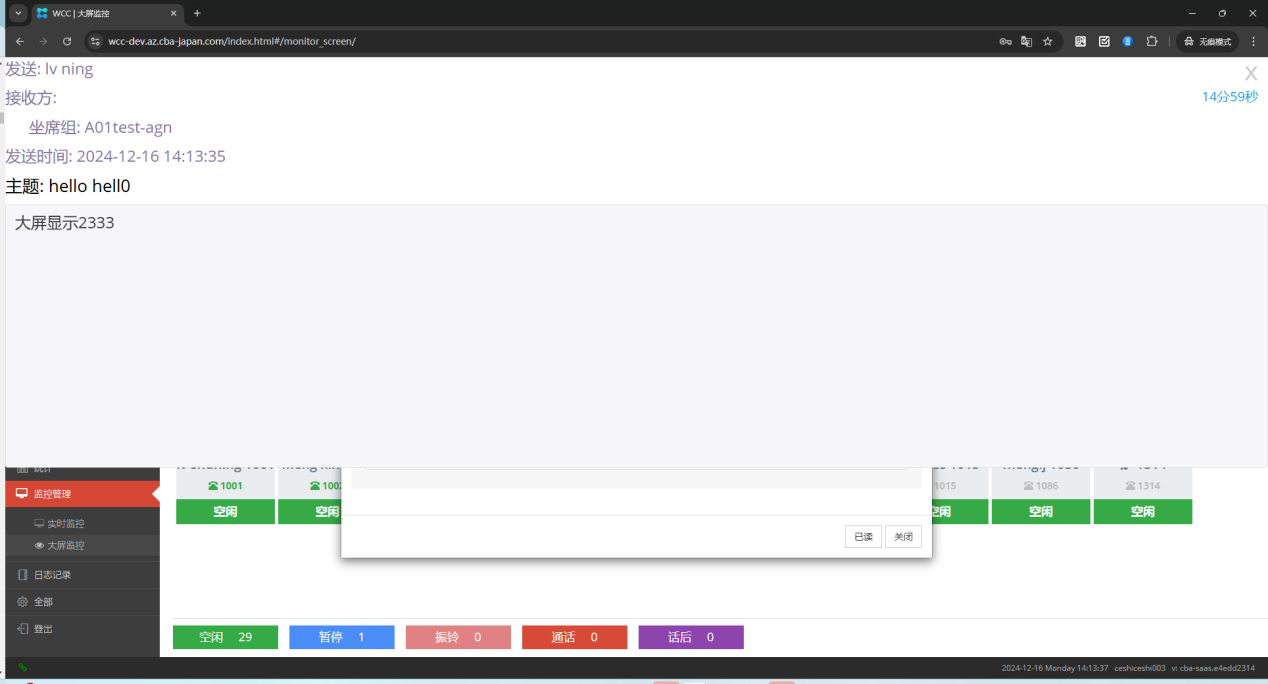 WCC | 大屏监控
wcc-dev.az.cba-japan.com/index.html#/monitor_screen/
无痕模式
发送: lv ning
X
接收方:
14分59秒
坐席组: A01test-agn
发送时间: 2024-12-16 14:13:35
主题: hello hell0
大屏显示2333
统计
监控管理
实时监控
大屏监控
日志记录
全部
登出
1001
1002
1015
1086
1314
空闲
空闲
空闲
空闲
空闲
已读
关闭
空闲 29
暂停 1
振铃 0
通话 0
话后 0
2024-12-16 Monday 14:13:37 ceshiceshi003 v: cba-saas.e4edd2314